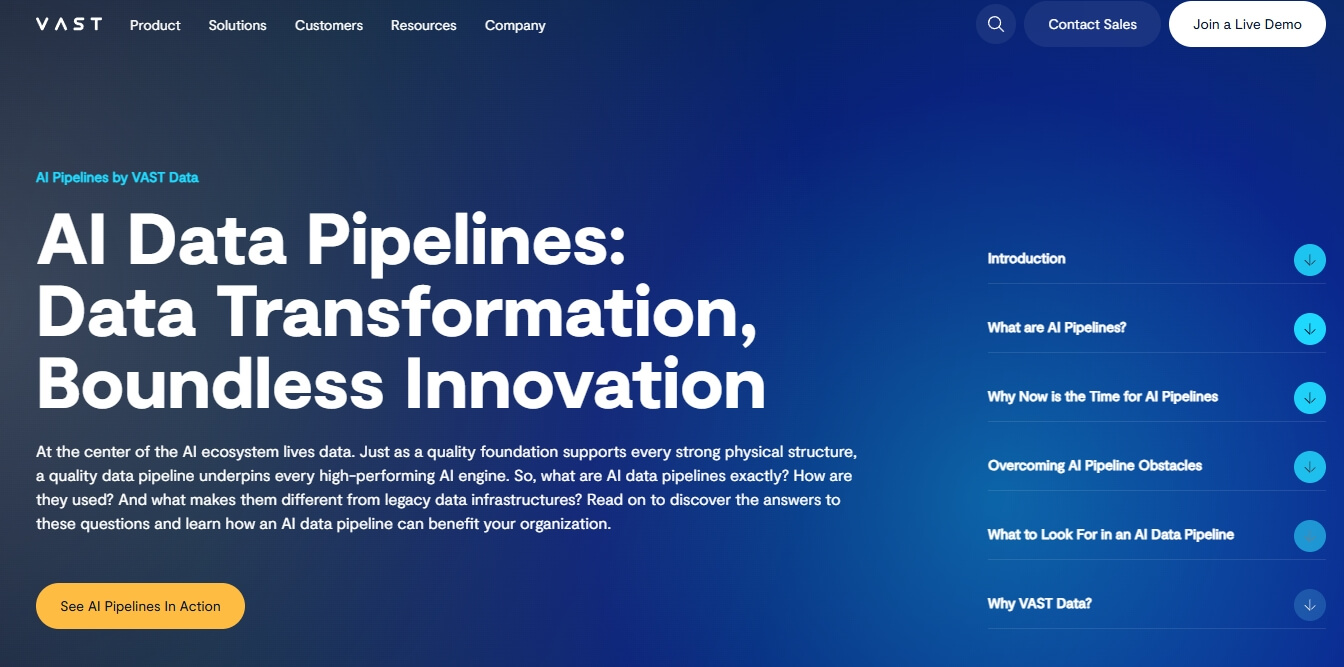 VAST Product Solutions Customers Resources Company Contact Sales Join a Live Demo
AI Pipelines by VAST Data
AI Data Pipelines:
Data Transformation,
Boundless Innovation
At the center of the AI ecosystem lives data. Just as a quality foundation supports every strong physical structure,
a quality data pipeline underpins every high-performing AI engine. So, what are AI data pipelines exactly? How are
they used? And what makes them different from legacy data infrastructures? Read on to discover the answers to
these questions and learn how an AI data pipeline can benefit your organization.
See AI Pipelines In Action
Introduction
What are AI Pipelines?
Why Now is the Time for AI Pipelines
Overcoming AI Pipeline Obstacles
What to Look For in an AI Data Pipeline
Why VAST Data?